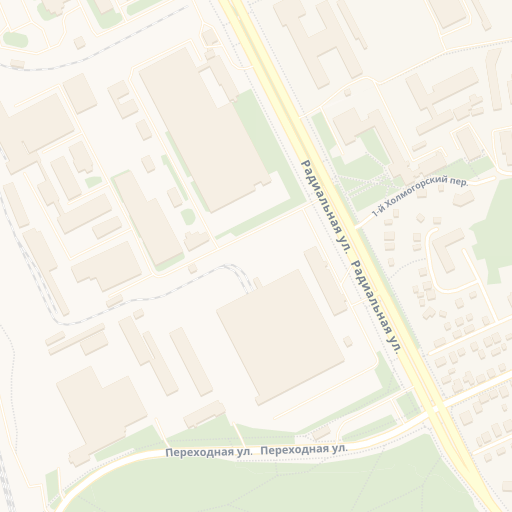 Радиальная ул.
1-й Холмогорский пер.
Радиальная ул.
Переходная ул.
Переходная ул.